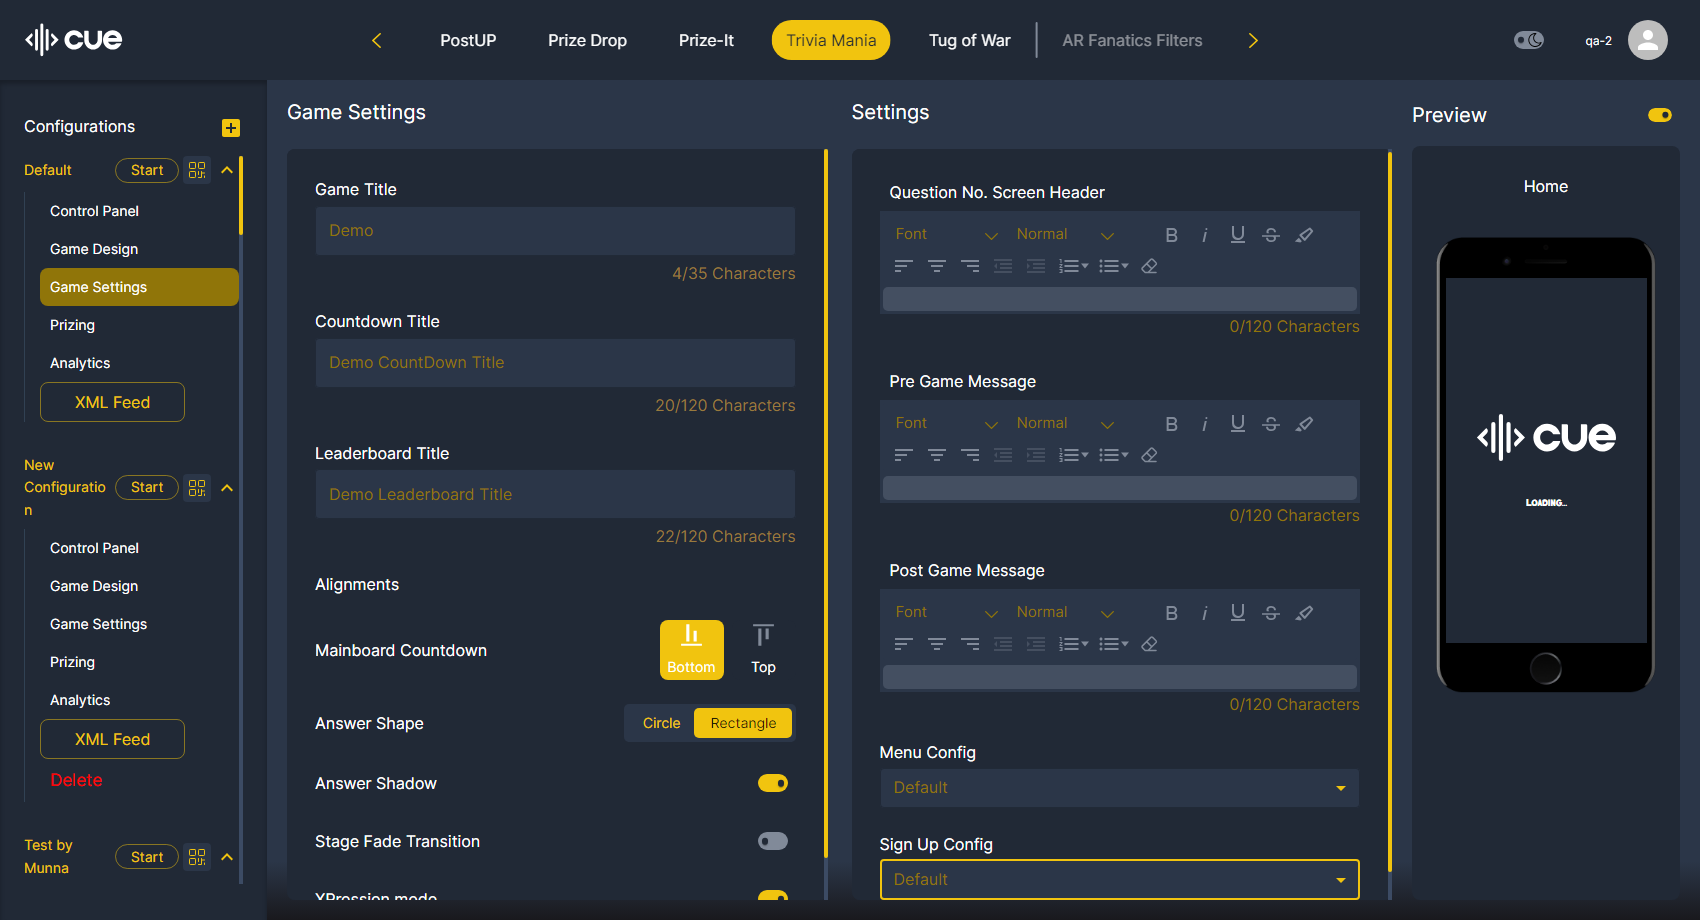 cue
PostUP
Prize Drop
Prize-It
Trivia Mania
Tug of War
AR Fanatics Filters
qa-2
Configurations
Default
Start
Control Panel
Game Design
Game Settings
Prizing
Analytics
XML Feed
New
Configuratio
n
Start
Control Panel
Game Design
Game Settings
Prizing
Analytics
XML Feed
Delete
Test by
Munna
Start
Game Settings
Game Title
Demo
4/35 Characters
Countdown Title
Demo CountDown Title
20/120 Characters
Leaderboard Title
Demo Leaderboard Title
22/120 Characters
Alignments
Mainboard Countdown
Bottom
Top
Answer Shape
Circle
Rectangle
Answer Shadow
Stage Fade Transition
XPression mode
Settings
Question No. Screen Header
Font
Normal
B i U S
0/120 Characters
Pre Game Message
Font
Normal
B i U S
0/120 Characters
Post Game Message
Font
Normal
B i U S
0/120 Characters
Menu Config
Default
Sign Up Config
Default
Preview
Home
cue
LOADING...